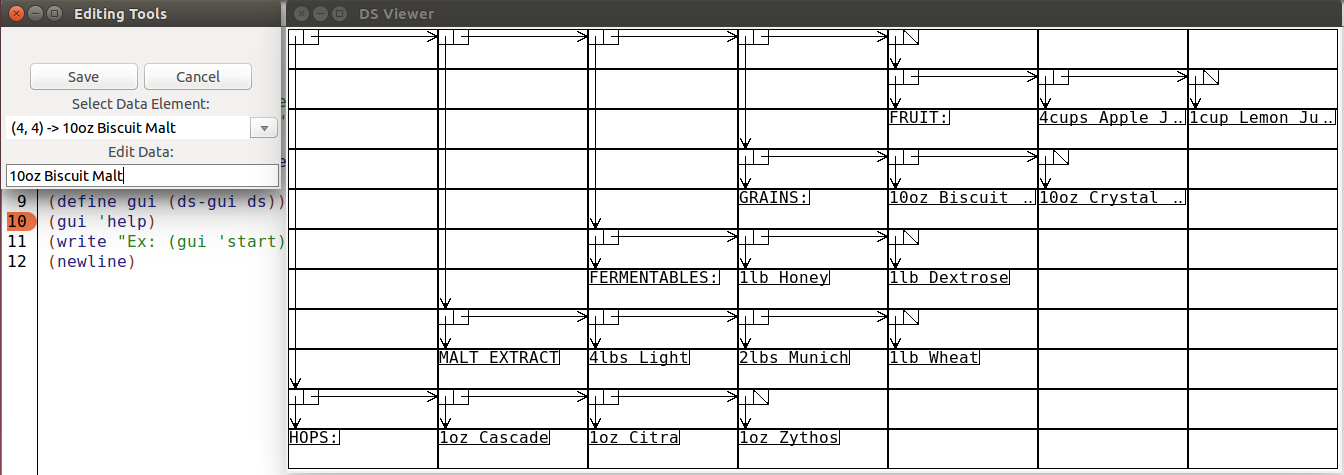 Editing Tools
DS Viewer
Save Cancel
Select Data Element:
(4, 4) -> 10oz Biscuit Malt
Edit Data:
10oz Biscuit Malt
9 (define gui (ds-gui ds))
10 (gui 'help)
11 (write "Ex: (gui 'start)
12 (newline)
FRUIT: 4cups Apple J .. 1cup Lemon Ju ..
GRAINS: 10oz Biscuit .. 10oz Crystal ..
FERMENTABLES: 1lb Honey 1lb Dextrose
MALT EXTRACT 4lbs Light 2lbs Munich 1lb Wheat
HOPS: 1oz Cascade 1oz Citra 1oz Zythos